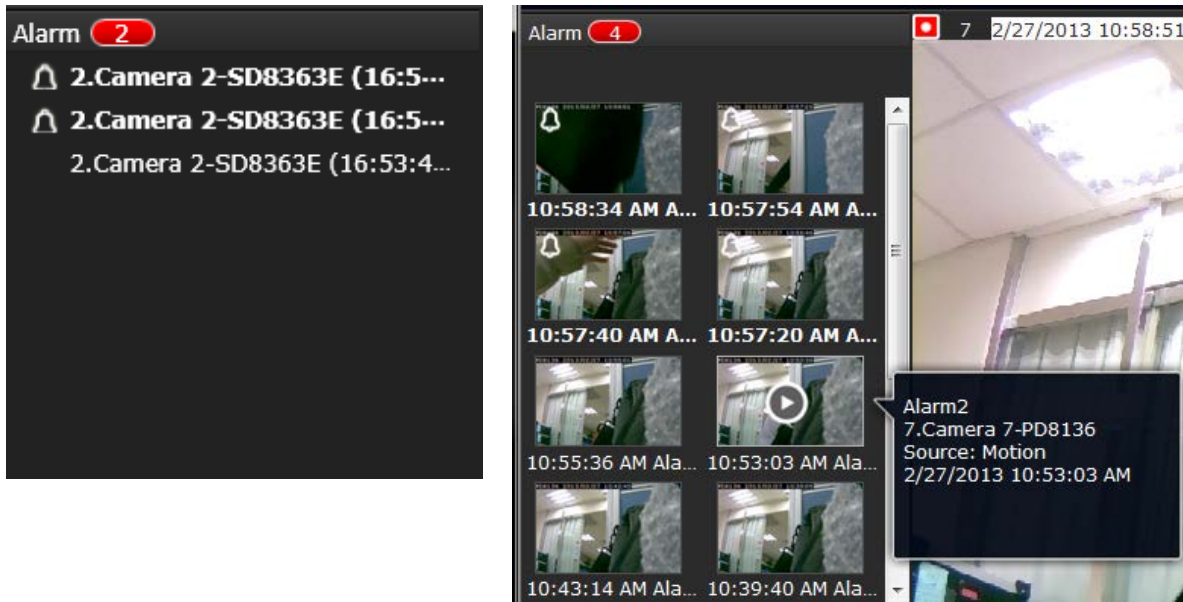 Alarm 2
2.Camera 2-SD8363E (16:5...
2.Camera 2-SD8363E (16:5...
2.Camera 2-SD8363E (16:53:4...
Alarm 4
7 2/27/2013 10:58:51
10:58:34 AM A... 10:57:54 AM A...
10:57:40 AM A... 10:57:20 AM A...
10:55:36 AM Ala... 10:53:03 AM Ala...
10:43:14 AM Ala... 10:39:40 AM Ala...
Alarm2
7.Camera 7-PD8136
Source: Motion
2/27/2013 10:53:03 AM